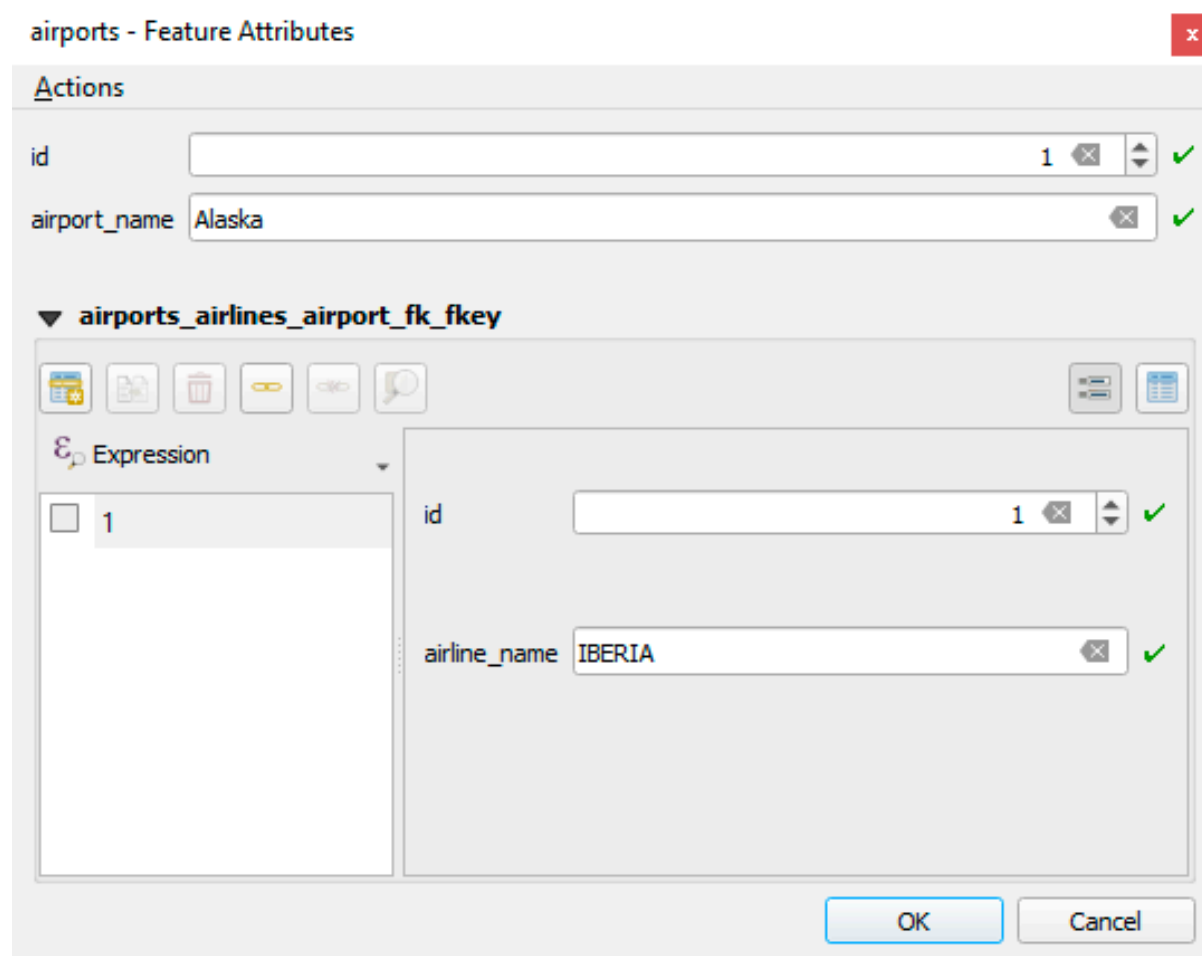 airports - Feature Attributes
x
Actions
id 1
airport_name Alaska
airports_airlines_airport_fk_fkey
ε Expression
1
id 1
airline_name IBERIA
OK Cancel